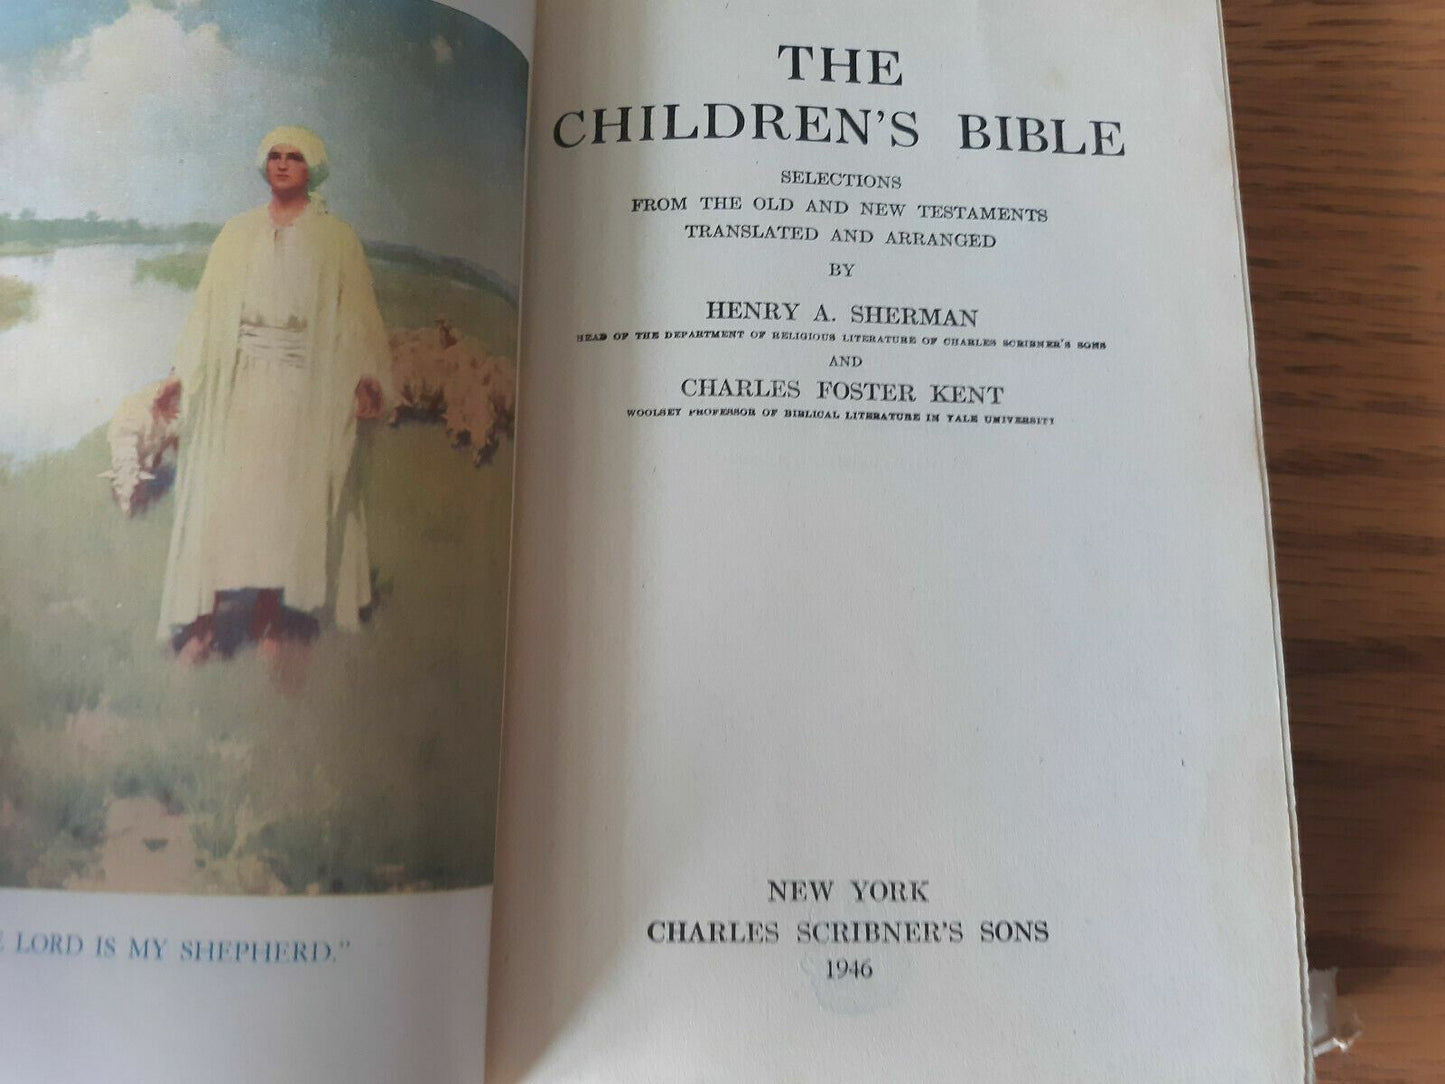 LORD IS MY SHEPHERD."
THE
CHILDREN'S BIBLE
SELECTIONS
FROM THE OLD AND NEW TESTAMENTS
TRANSLATED AND ARRANGED
BY
HENRY A. SHERMAN
HEAD OF THE DEPARTMENT OF RELIGIOUS LITERATURE OF CHARLES SCRIBNER'S SONS
AND
CHARLES FOSTER KENT
WOOLSEY PROFESSOR OF BIBLICAL LITERATURE IN YALE UNIVERSITY
NEW YORK
CHARLES SCRIBNER'S SONS
1946